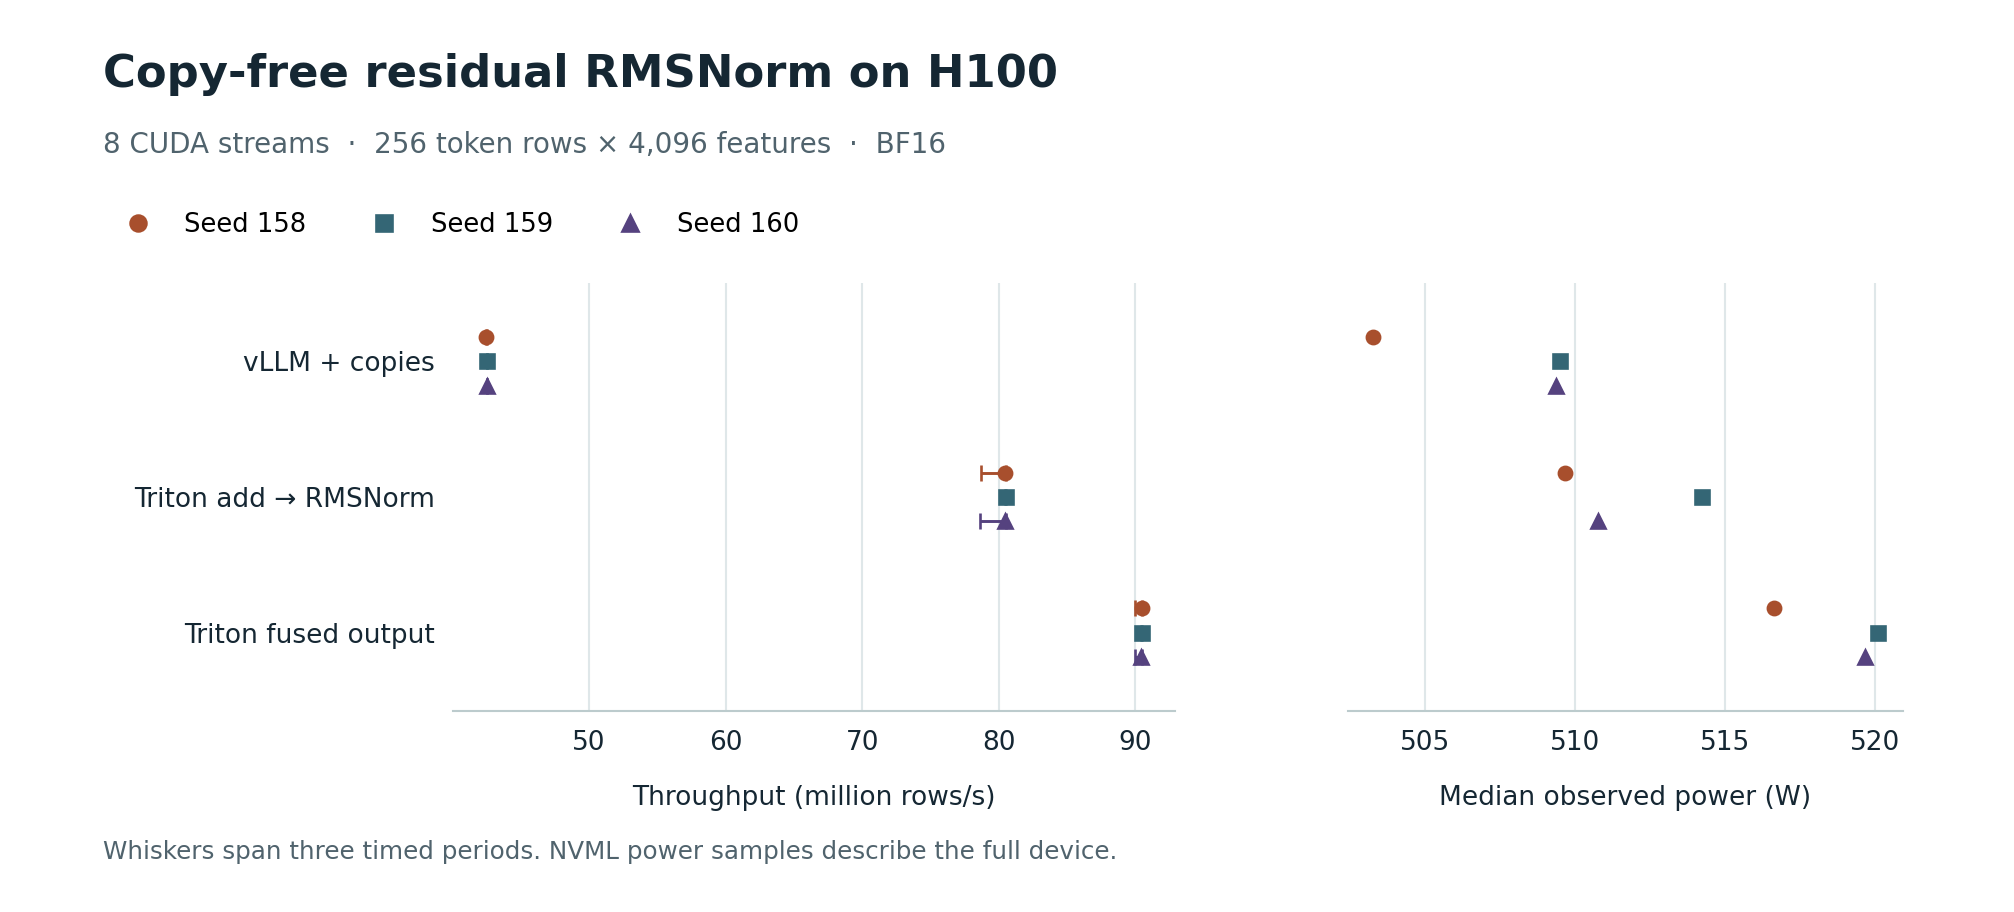 Copy-free residual RMSNorm on H100
8 CUDA streams · 256 token rows × 4,096 features · BF16
Seed 158 Seed 159 Seed 160
vLLM + copies
Triton add → RMSNorm
Triton fused output
50 60 70 80 90
505 510 515 520
Throughput (million rows/s)
Median observed power (W)
Whiskers span three timed periods. NVML power samples describe the full device.